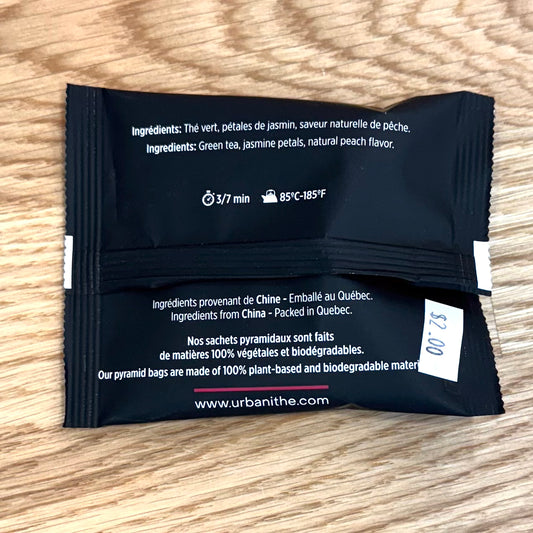 Ingrédients: Thé vert, pétales de jasmin, saveur naturelle de pêche.
Ingredients: Green tea, jasmine petals, natural peach flavor.
3/7 min 85°C-185°F
Ingrédients provenant de Chine - Emballé au Québec.
Ingredients from China - Packed in Quebec.
Nos sachets pyramidaux sont faits
de matières 100% végétales et biodégradables.
Our pyramid bags are made of 100% plant-based and biodegradable materi
$2.00
www.urbanithe.com